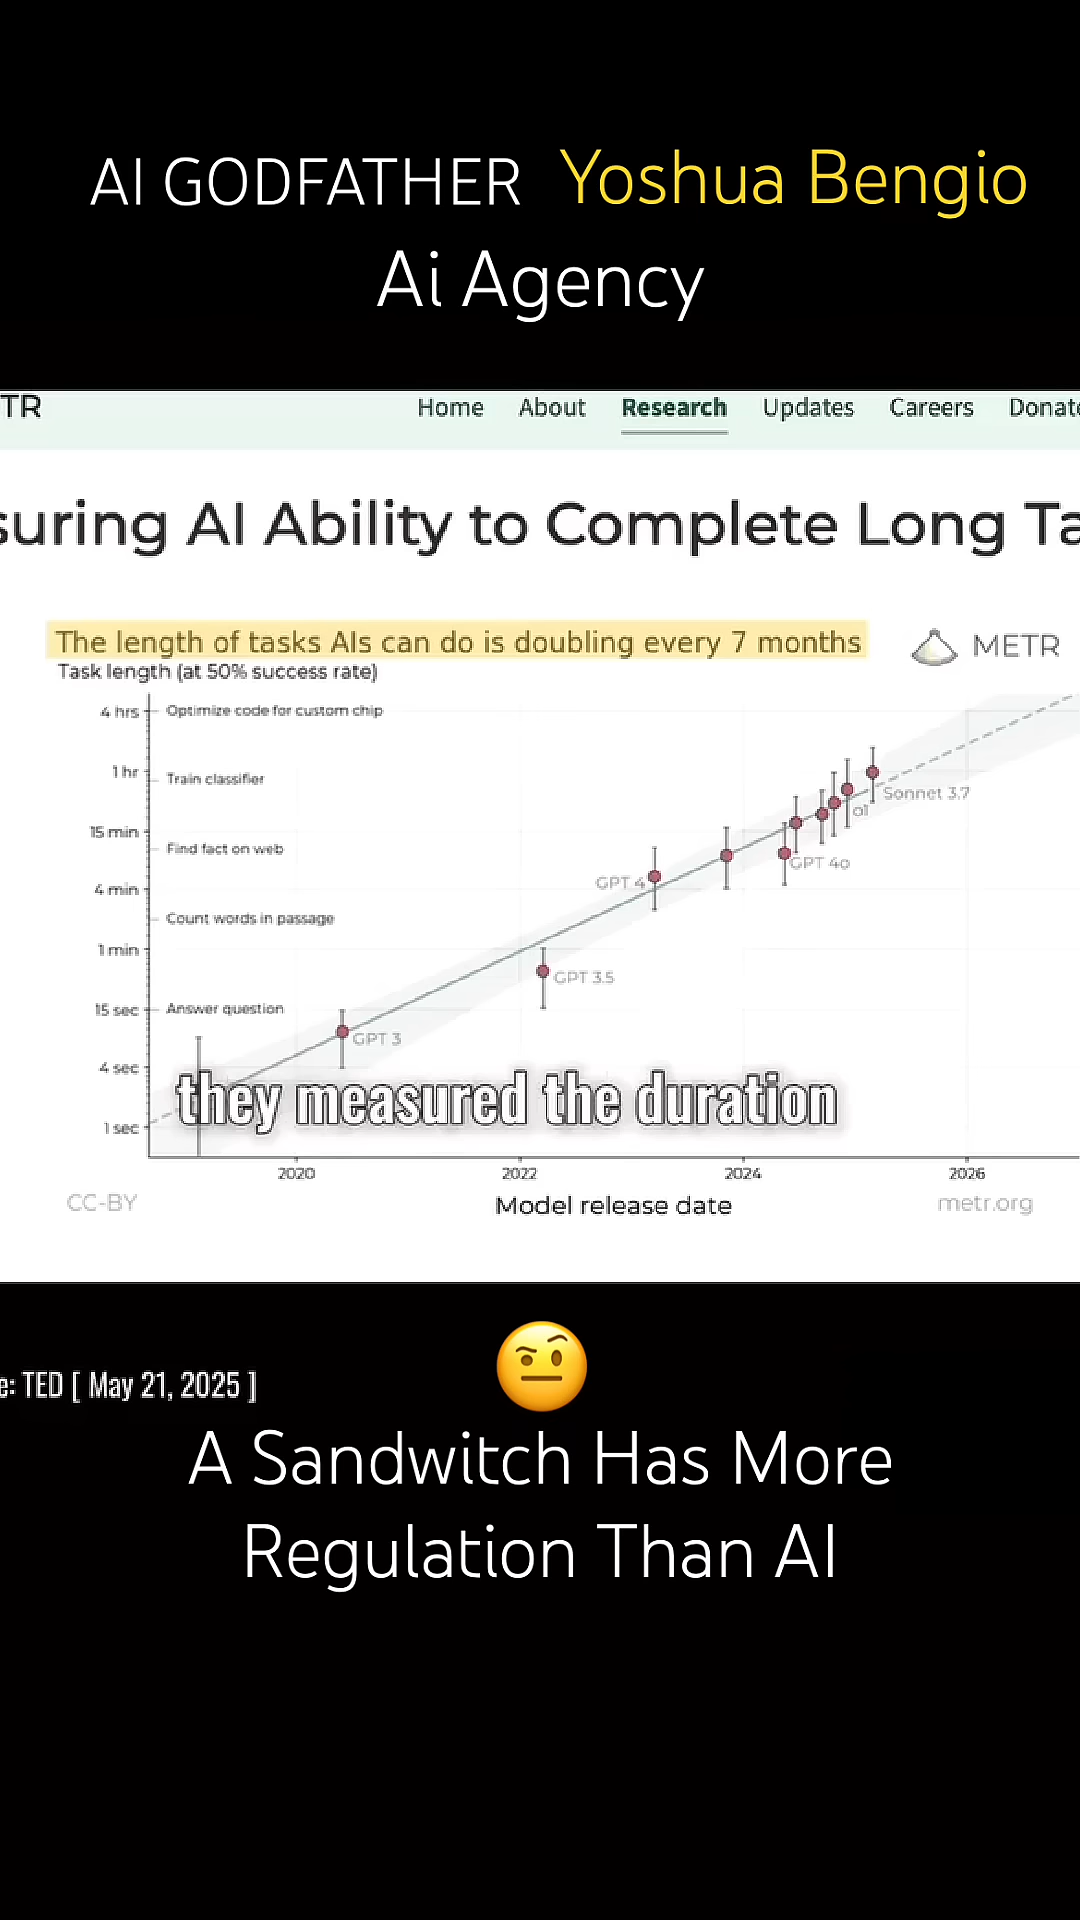 AI GODFATHER Yoshua Bengio
Ai Agency
TR
Home About Research Updates Careers Donate
suring AI Ability to Complete Long Ta
The length of tasks AIs can do is doubling every 7 months
METR
Task length (at 50% success rate)
4 hrs
Optimize code for custom chip
1 hr
Train classifier
Sonnet 3.7
o1
15 min
Find fact on web
GPT 4o
4 min
GPT 4
Count words in passage
1 min
GPT 3.5
15 sec
Answer question
GPT 3
4 sec
they measured the duration
1 sec
2020 2022 2024 2026
CC-BY
Model release date
metr.org
e: TED [ May 21, 2025 ]
A Sandwitch Has More
Regulation Than AI